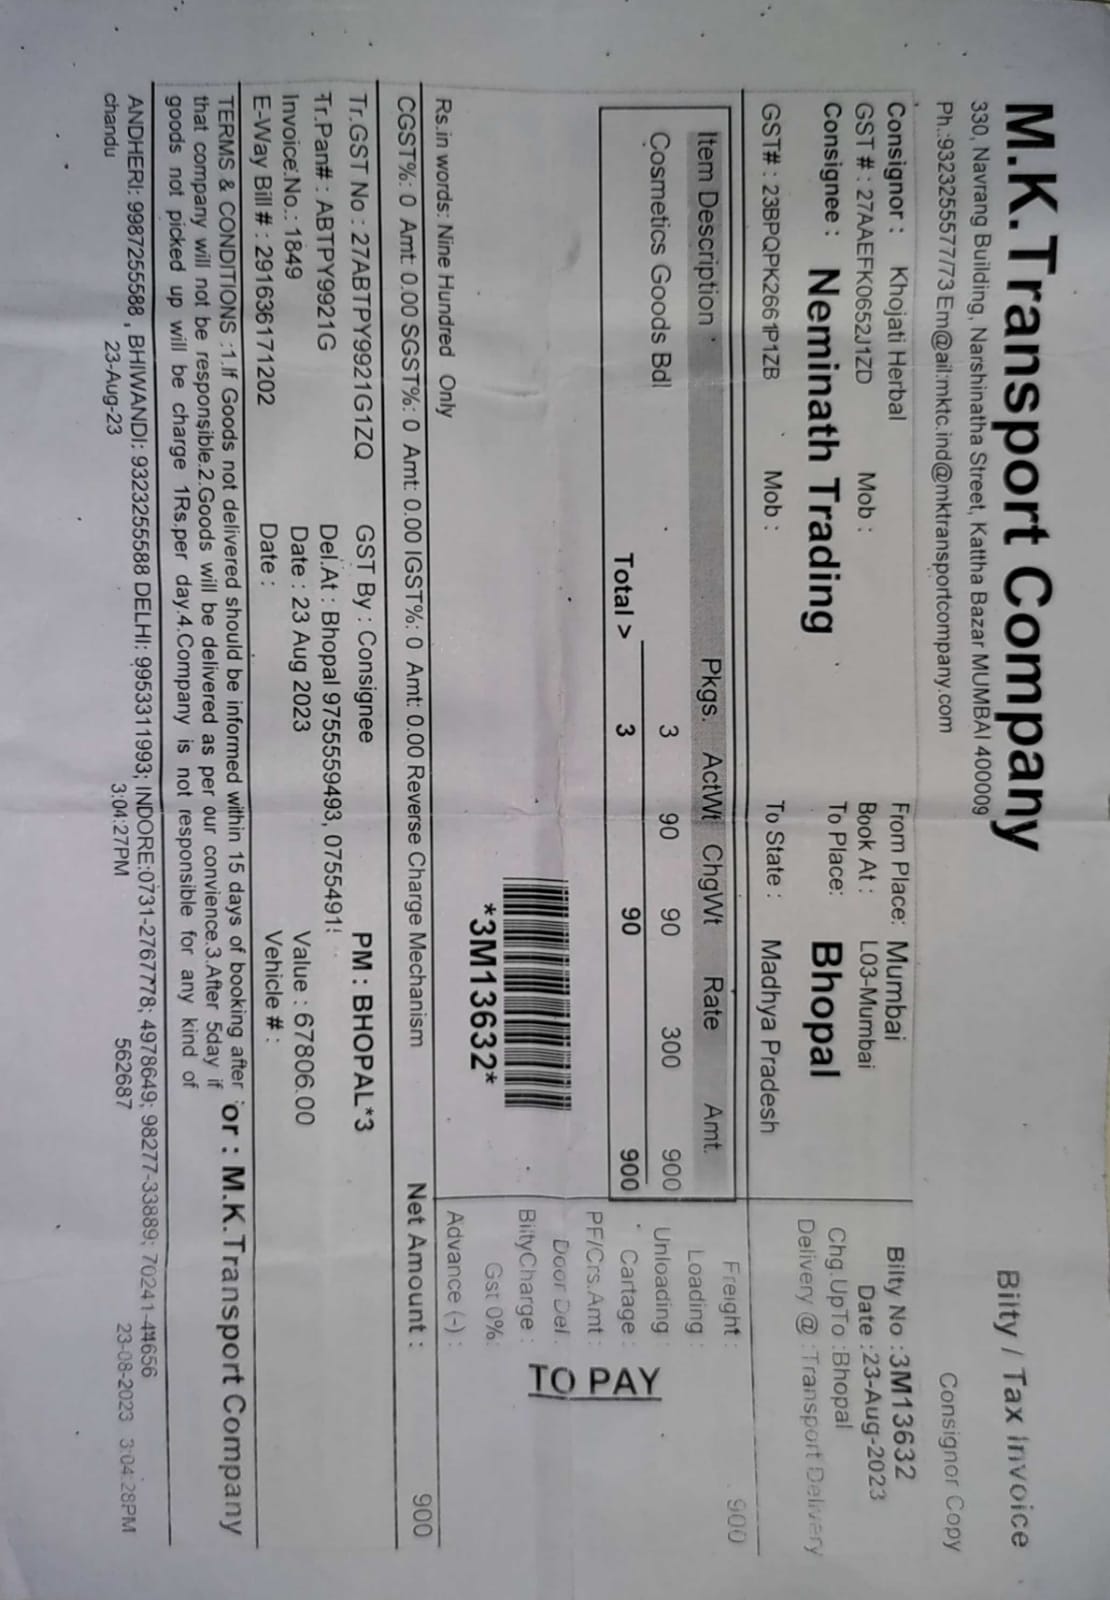 M.K.Transport Company
Bilty / Tax Invoice
330, Navrang Building, Narshinatha Street, Kattha Bazar MUMBAI 400009
Ph.:9323255577/73 Em@ail:mktc.ind@mktransportcompany.com
Consignor Copy
Consignor : Khojati Herbal
From Place: Mumbai
Bilty No :3M13632
GST # : 27AAEFK0652J1ZD Mob :
Book At : L03-Mumbai
Date :23-Aug-2023
Consignee : Neminath Trading
To Place: Bhopal
Chg.UpTo :Bhopal
Delivery @ :Transport Delivery
GST# : 23BPQPK2661P1ZB Mob :
To State : Madhya Pradesh
Item Description Pkgs. ActWt ChgWt Rate Amt.
Cosmetics Goods Bdl 3 90 90 300 900
Total > 3 90 900
Freight : 900
Loading :
Unloading :
Cartage :
PF/Crs.Amt :
Door Del :
BiltyCharge :
Gst 0%:
Advance (-) :
TO PAY
*3M13632*
Rs.in words: Nine Hundred Only
CGST%: 0 Amt: 0.00 SGST%: 0 Amt: 0.00 IGST%: 0 Amt: 0.00 Reverse Charge Mechanism
Net Amount : 900
Tr.GST No : 27ABTPY9921G1ZQ GST By : Consignee PM : BHOPAL*3
Tr.Pan# : ABTPY9921G Del.At : Bhopal 9755559493, 0755491
Invoice.No.: 1849 Date : 23 Aug 2023 Value : 67806.00
E-Way Bill # : 291636171202 Date : Vehicle # :
TERMS & CONDITIONS :1.If Goods not delivered should be informed within 15 days of booking after
that company will not be responsible.2.Goods will be delivered as per our convience.3.After 5day if
goods not picked up will be charge 1Rs.per day.4.Company is not responsible for any kind of
or : M.K.Transport Company
ANDHERI: 9987255588 , BHIWANDI: 9323255588 DELHI: 9953311993, INDORE:0731-2767778; 4978649; 98277-33889; 70241-41656
chandu 23-Aug-23 3:04:27PM 562687 23-08-2023 3:04:28PM